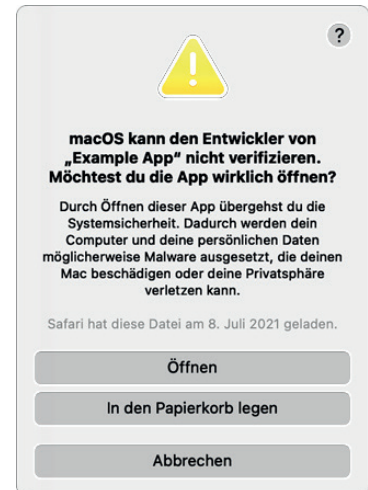 ?
macOS kann den Entwickler von
„Example App“ nicht verifizieren.
Möchtest du die App wirklich öffnen?
Durch Öffnen dieser App übergehst du die
Systemsicherheit. Dadurch werden dein
Computer und deine persönlichen Daten
möglicherweise Malware ausgesetzt, die deinen
Mac beschädigen oder deine Privatsphäre
verletzen kann.
Safari hat diese Datei am 8. Juli 2021 geladen.
Öffnen
In den Papierkorb legen
Abbrechen